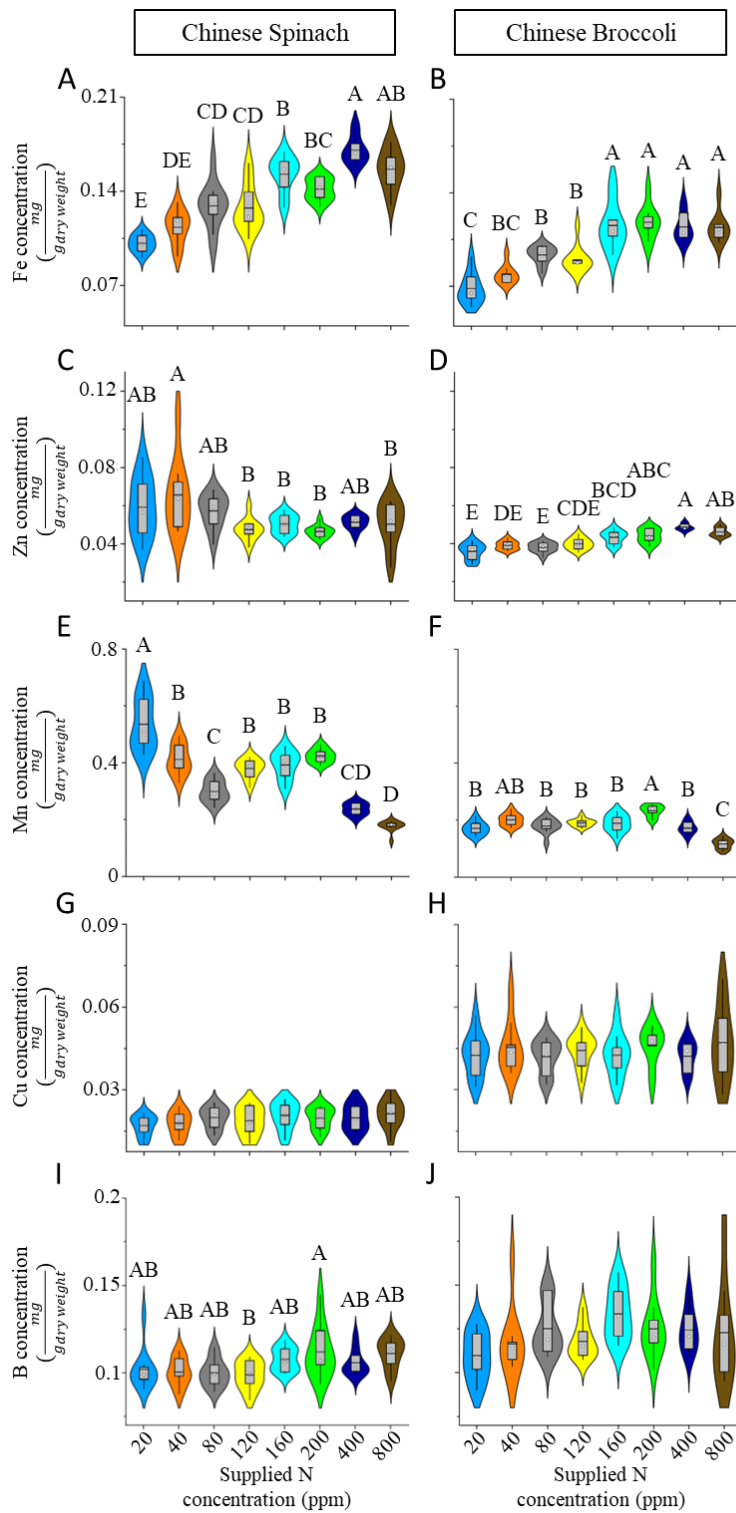 Chinese Spinach
Chinese Broccoli
A
B
Fe concentration
(mg / g dry weight)
0.21
0.14
0.07
E
DE
CD
CD
B
BC
A
AB
C
BC
B
B
A
A
A
A
C
D
Zn concentration
(mg / g dry weight)
0.12
0.08
0.04
AB
A
AB
B
B
B
AB
B
E
DE
E
CDE
BCD
ABC
A
AB
E
F
Mn concentration
(mg / g dry weight)
0.8
0.4
0
A
B
C
B
B
B
CD
D
B
AB
B
B
B
A
B
C
G
H
Cu concentration
(mg / g dry weight)
0.09
0.06
0.03
I
J
B concentration
(mg / g dry weight)
0.2
0.15
0.1
AB
AB
AB
B
AB
A
AB
AB
20 40 80 120 160 200 400 800
20 40 80 120 160 200 400 800
Supplied N
concentration (ppm)
Supplied N
concentration (ppm)